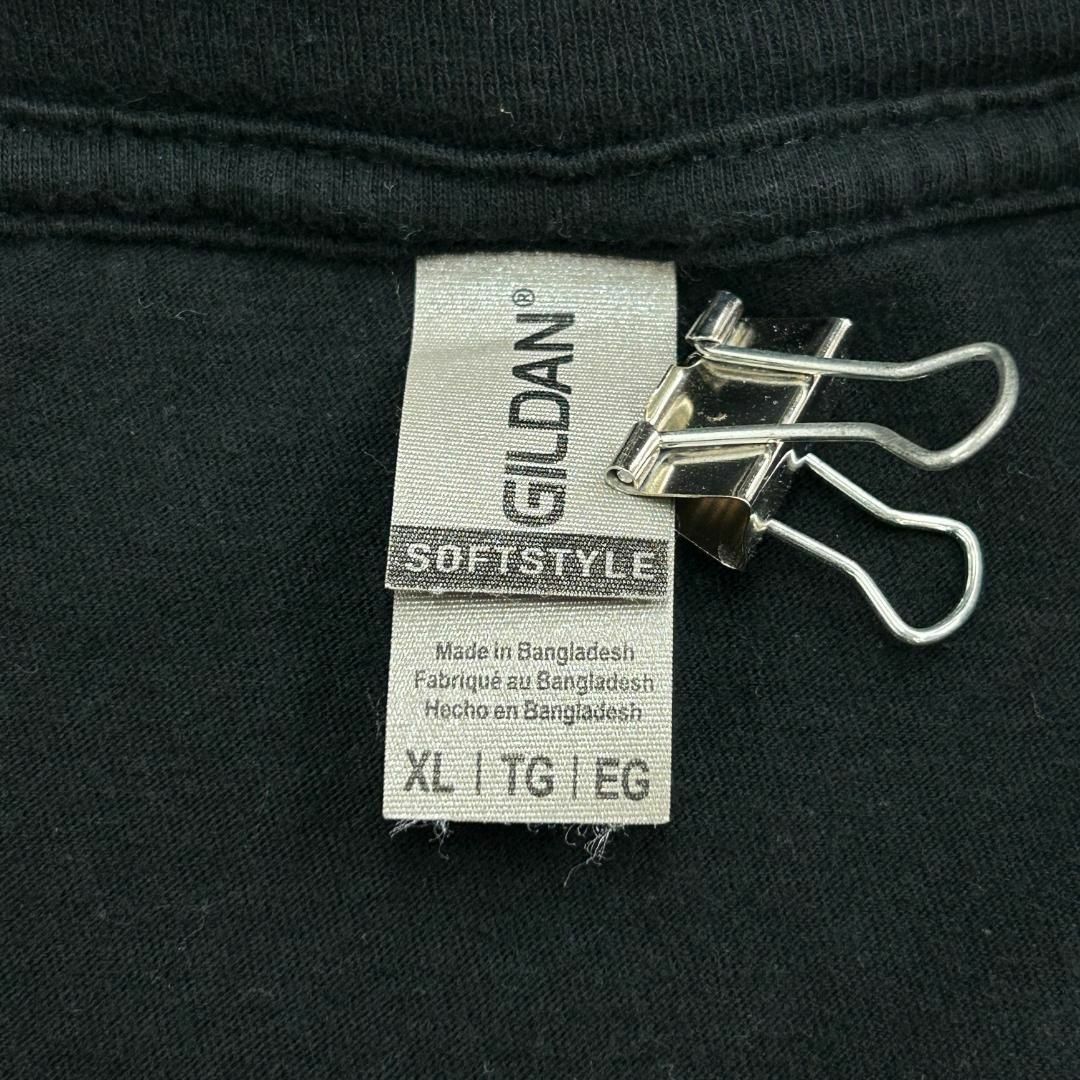 GILDAN®
SOFTSTYLE
Made in Bangladesh
Fabriqué au Bangladesh
Hecho en Bangladesh
XL | TG | EG